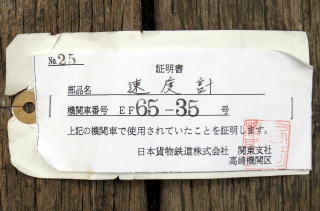 No.25
証明書
部品名 速度計
機関車番号 EF65-35 号
上記の機関車で使用されていたことを証明します。
日本貨物鉄道株式会社 関東支社
高崎機関区